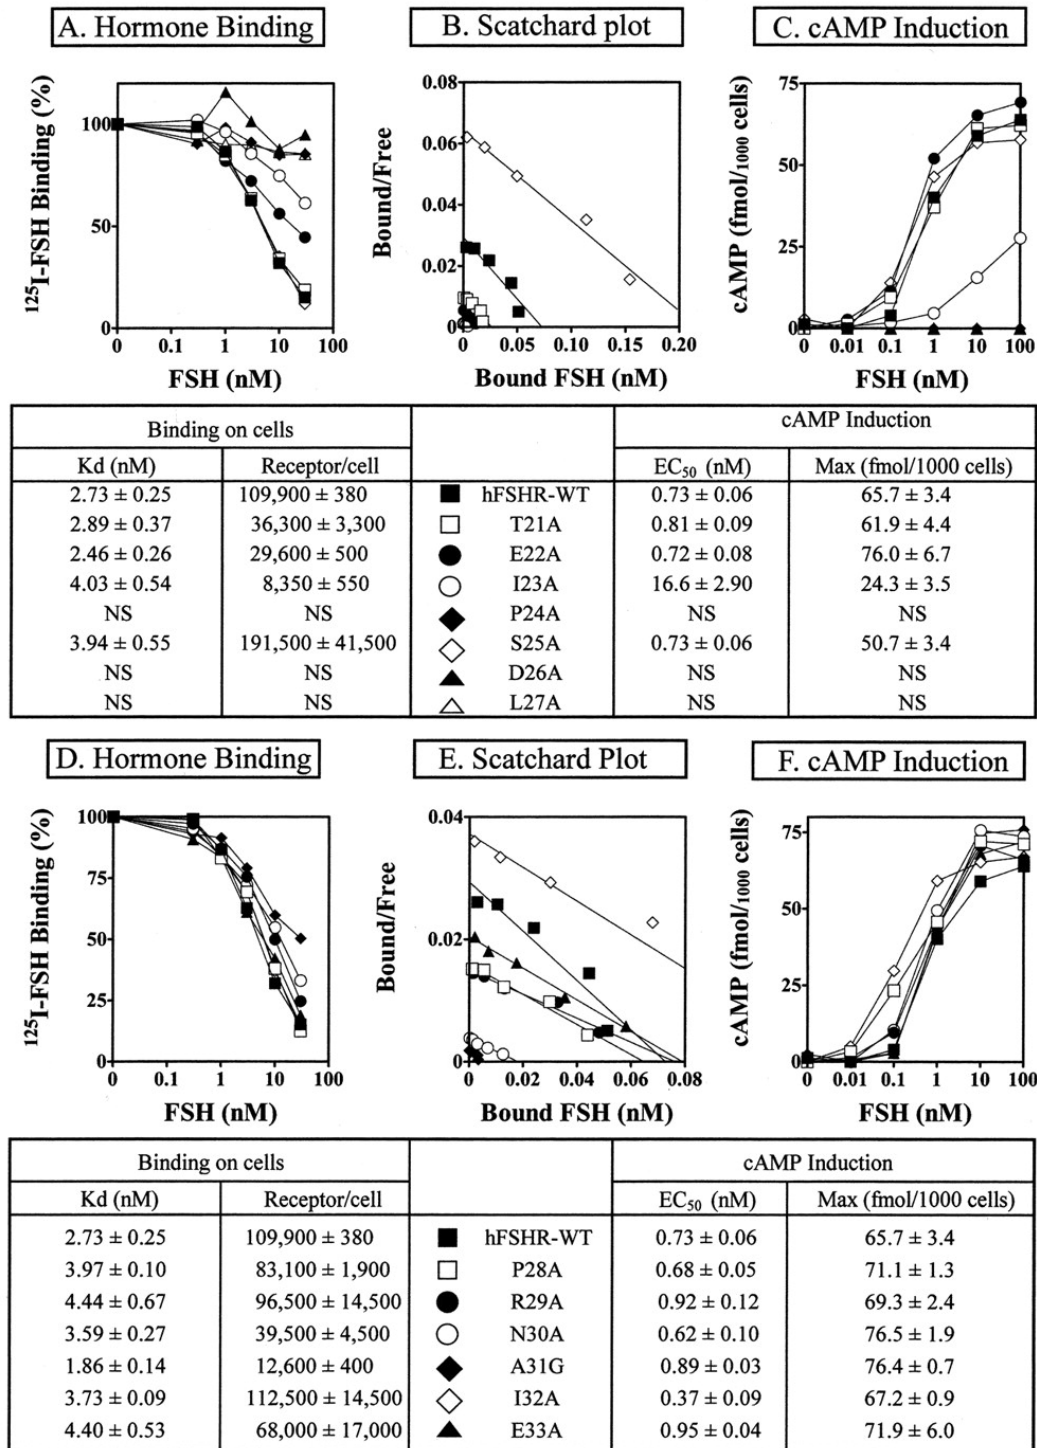 A. Hormone Binding
B. Scatchard plot
C. cAMP Induction
¹²⁵I-FSH Binding (%)
100
50
0
0 0.1 1 10 100
FSH (nM)
Bound/Free
0.08
0.06
0.04
0.02
0
0 0.05 0.10 0.15 0.20
Bound FSH (nM)
cAMP (fmol/1000 cells)
75
50
25
0
0 0.01 0.1 1 10 100
FSH (nM)
Binding on cells cAMP Induction
Kd (nM) Receptor/cell EC₅₀ (nM) Max (fmol/1000 cells)
2.73 ± 0.25 109,900 ± 380 hFSHR-WT 0.73 ± 0.06 65.7 ± 3.4
2.89 ± 0.37 36,300 ± 3,300 T21A 0.81 ± 0.09 61.9 ± 4.4
2.46 ± 0.26 29,600 ± 500 E22A 0.72 ± 0.08 76.0 ± 6.7
4.03 ± 0.54 8,350 ± 550 I23A 16.6 ± 2.90 24.3 ± 3.5
NS NS P24A NS NS
3.94 ± 0.55 191,500 ± 41,500 S25A 0.73 ± 0.06 50.7 ± 3.4
NS NS D26A NS NS
NS NS L27A NS NS
D. Hormone Binding
E. Scatchard Plot
F. cAMP Induction
¹²⁵I-FSH Binding (%)
100
75
50
25
0
0 0.1 1 10 100
FSH (nM)
Bound/Free
0.04
0.02
0
0 0.02 0.04 0.06 0.08
Bound FSH (nM)
cAMP (fmol/1000 cells)
75
50
25
0
0 0.01 0.1 1 10 100
FSH (nM)
Binding on cells cAMP Induction
Kd (nM) Receptor/cell EC₅₀ (nM) Max (fmol/1000 cells)
2.73 ± 0.25 109,900 ± 380 hFSHR-WT 0.73 ± 0.06 65.7 ± 3.4
3.97 ± 0.10 83,100 ± 1,900 P28A 0.68 ± 0.05 71.1 ± 1.3
4.44 ± 0.67 96,500 ± 14,500 R29A 0.92 ± 0.12 69.3 ± 2.4
3.59 ± 0.27 39,500 ± 4,500 N30A 0.62 ± 0.10 76.5 ± 1.9
1.86 ± 0.14 12,600 ± 400 A31G 0.89 ± 0.03 76.4 ± 0.7
3.73 ± 0.09 112,500 ± 14,500 I32A 0.37 ± 0.09 67.2 ± 0.9
4.40 ± 0.53 68,000 ± 17,000 E33A 0.95 ± 0.04 71.9 ± 6.0